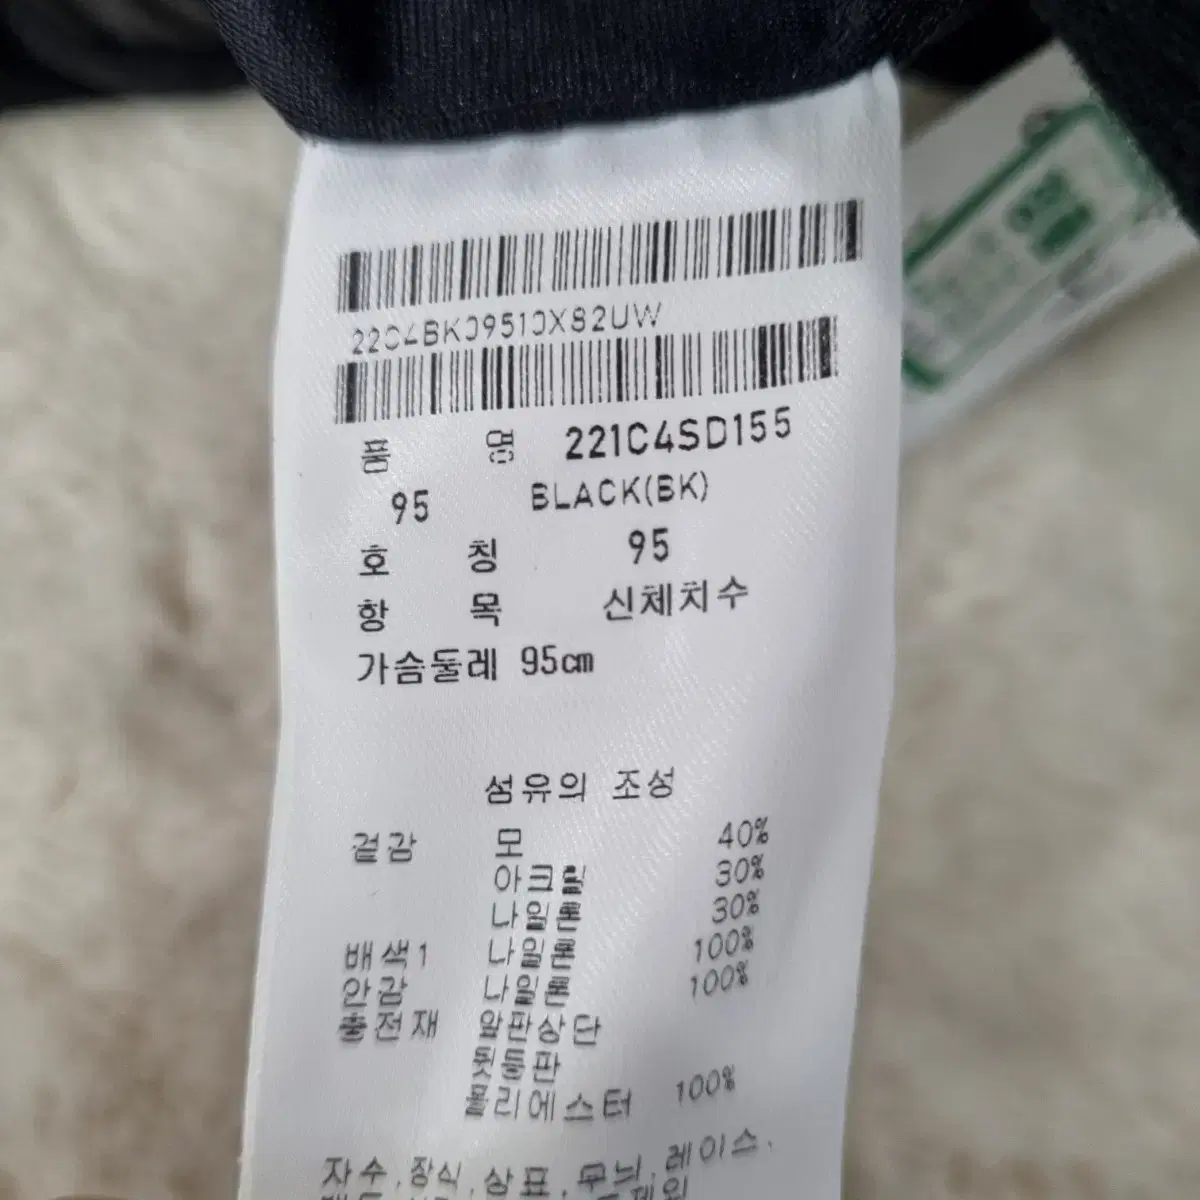 22C4BK09510X82UW
품 명 221C4SD155
95 BLACK(BK)
호 칭 95
항 목 신체치수
가슴둘레 95cm
섬유의 조성
겉감 모 40%
아크릴 30%
나일론 30%
배색1 나일론 100%
안감 나일론 100%
충전재 앞판상단
뒷등판
폴리에스터 100%
자수,장식,상표,무늬,레이스,